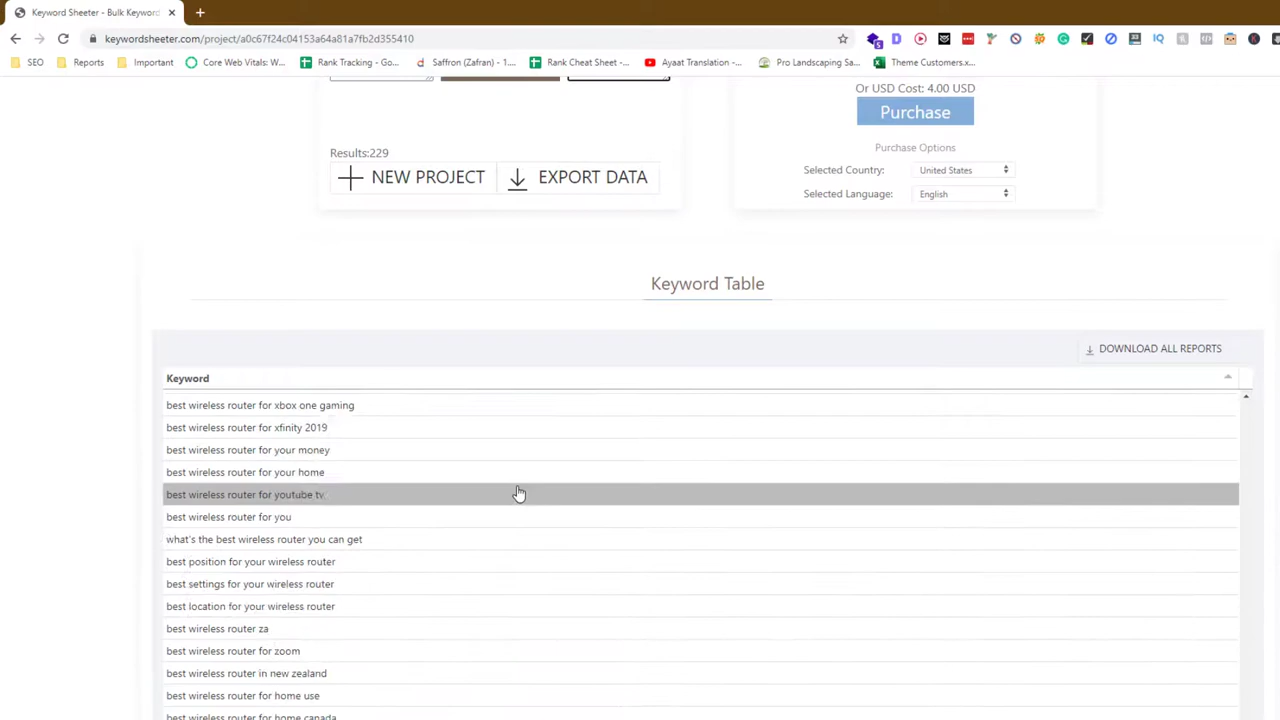 Keyword Sheeter - Bulk Keyword
keywordsheeter.com/project/a0c67f24c04153a64a81a7fb2d355410
SEO Reports Important Core Web Vitals: W... Rank Tracking - Go... Saffron (Zafran) - 1.... Rank Cheat Sheet -... Ayaat Translation -... Pro Landscaping Sa... Theme Customers.x...
Or USD Cost: 4.00 USD
Purchase
Purchase Options
Results:229
NEW PROJECT EXPORT DATA
Selected Country: United States
Selected Language: English
Keyword Table
DOWNLOAD ALL REPORTS
Keyword
best wireless router for xbox one gaming
best wireless router for xfinity 2019
best wireless router for your money
best wireless router for your home
best wireless router for youtube tv
best wireless router for you
what's the best wireless router you can get
best position for your wireless router
best settings for your wireless router
best location for your wireless router
best wireless router za
best wireless router for zoom
best wireless router in new zealand
best wireless router for home use
best wireless router for home canada